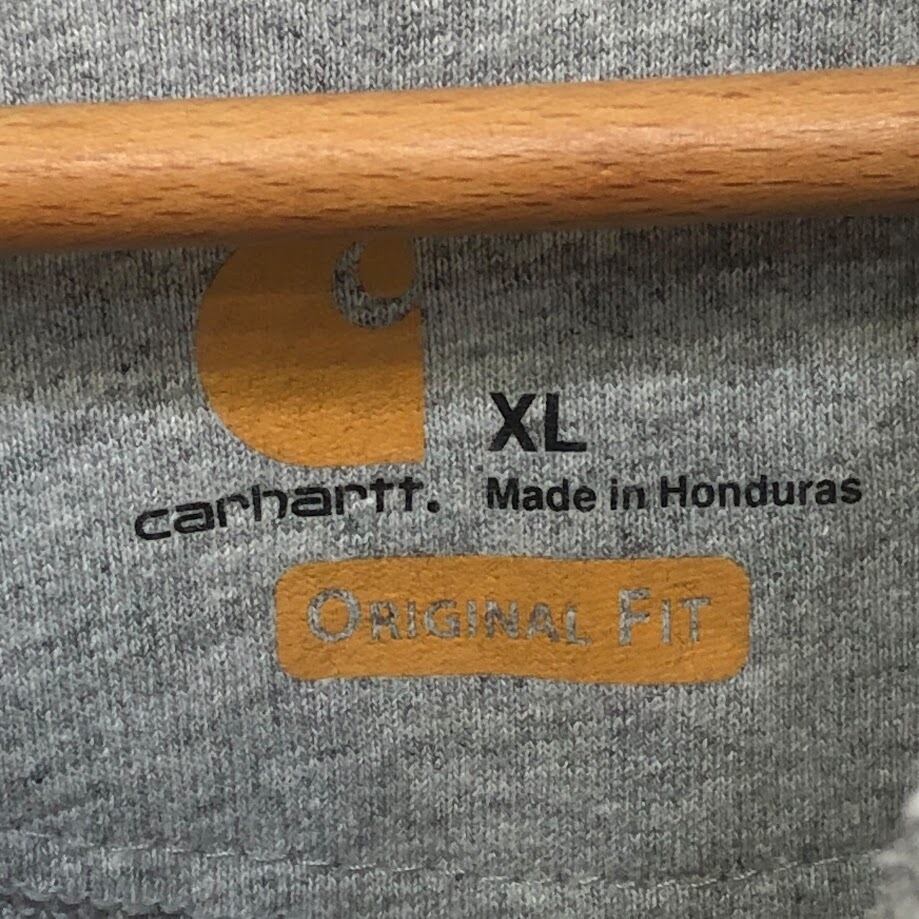 XL
carhartt.
Made in Honduras
ORIGINAL FIT